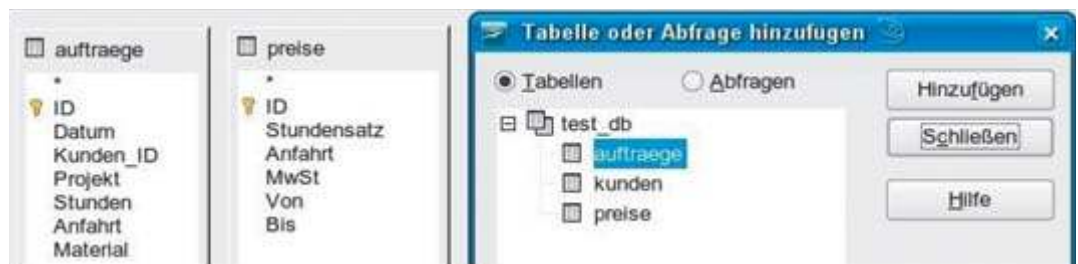 auftraege
*
ID
Datum
Kunden_ID
Projekt
Stunden
Anfahrt
Material
preise
*
ID
Stundensatz
Anfahrt
MwSt
Von
Bis
Tabelle oder Abfrage hinzufügen
Tabellen
Abfragen
test_db
auftraege
kunden
preise
Hinzufügen
Schließen
Hilfe